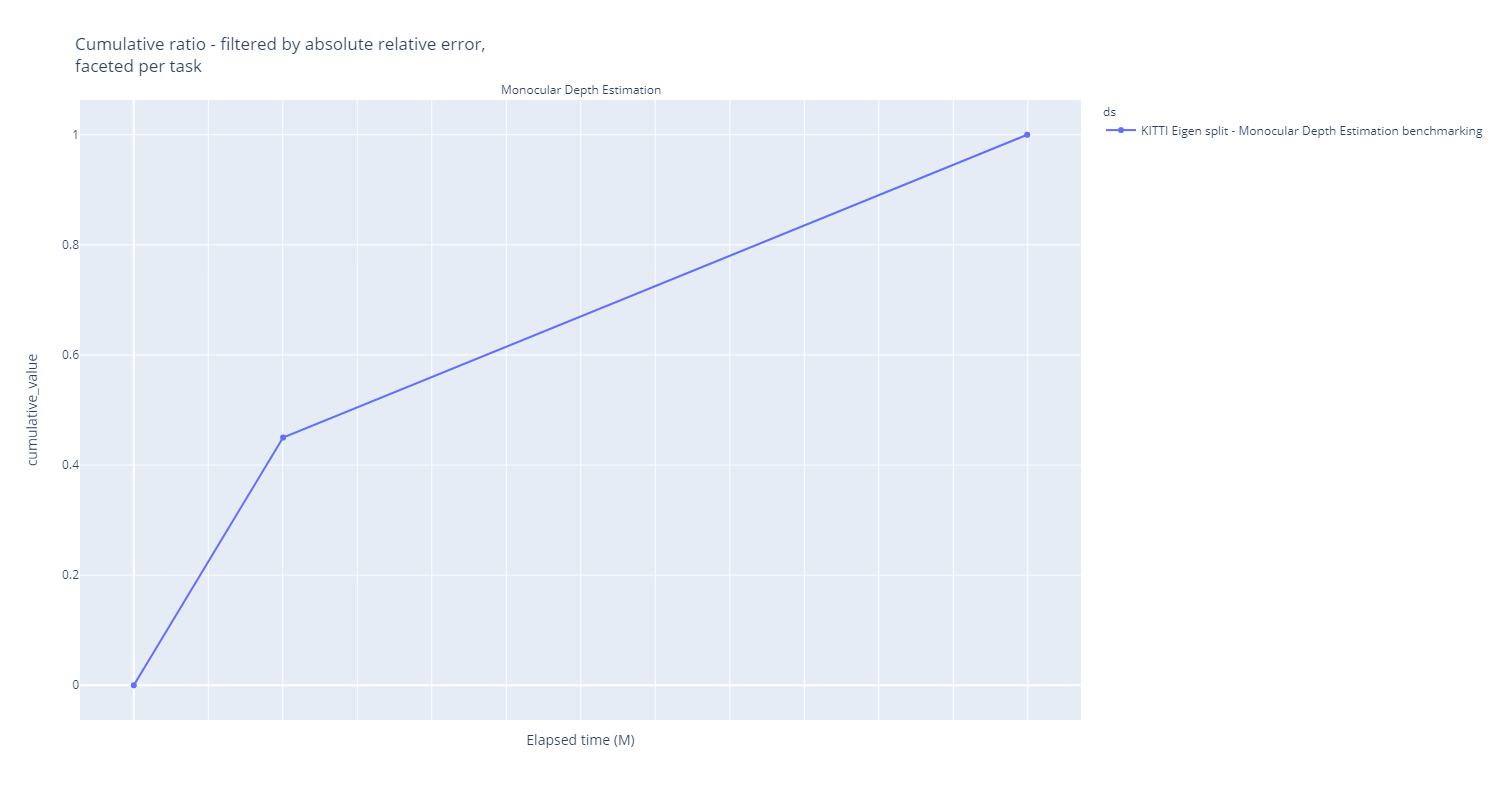 Cumulative ratio - filtered by absolute relative error,
faceted per task
Monocular Depth Estimation
ds
KITTI Eigen split - Monocular Depth Estimation benchmarking
1
0.8
0.6
0.4
0.2
0
cumulative_value
Elapsed time (M)